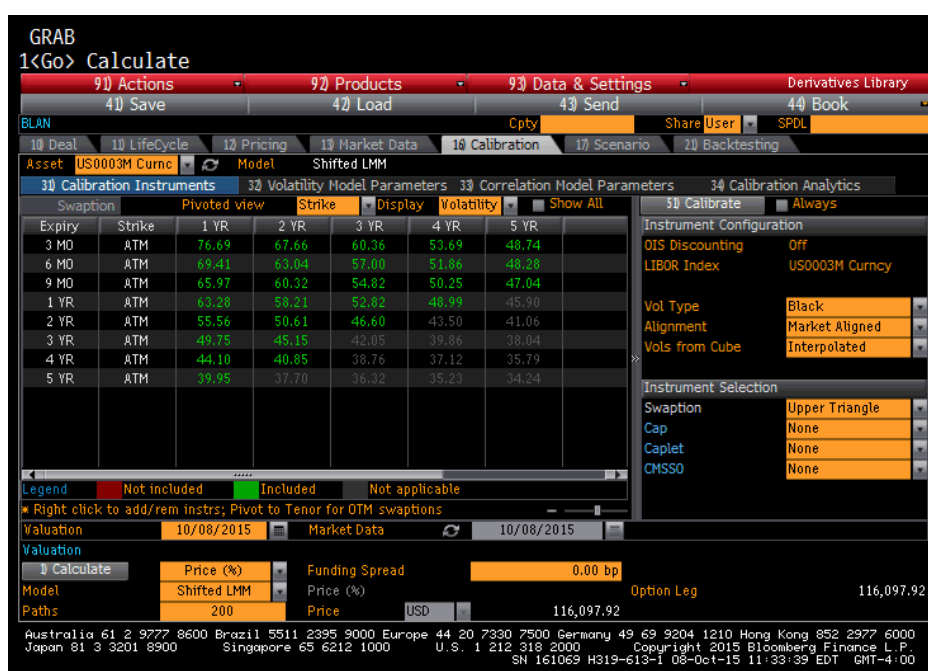 GRAB
1<Go> Calculate
91) Actions 92) Products 93) Data & Settings Derivatives Library
41) Save 42) Load 43) Send 44) Book
BLAN Cpty Share User SPDL
10) Deal 11) LifeCycle 12) Pricing 13) Market Data 16) Calibration 17) Scenario 21) Backtesting
Asset US0003M Curnc Model Shifted LMM
31) Calibration Instruments 32) Volatility Model Parameters 33) Correlation Model Parameters 34) Calibration Analytics
Swaption Pivoted view Strike Display Volatility Show All 51) Calibrate Always
Expiry Strike 1 YR 2 YR 3 YR 4 YR 5 YR Instrument Configuration
3 MO ATM 76.69 67.66 60.36 53.69 48.74 OIS Discounting Off
6 MO ATM 69.41 63.04 57.00 51.86 48.28 LIBOR Index US0003M Curncy
9 MO ATM 65.97 60.32 54.82 50.25 47.04
1 YR ATM 63.28 58.21 52.82 48.99 45.90 Vol Type Black
2 YR ATM 55.56 50.61 46.60 43.50 41.06 Alignment Market Aligned
3 YR ATM 49.75 45.15 42.05 39.86 38.04 Vols from Cube Interpolated
4 YR ATM 44.10 40.85 38.76 37.12 35.79 »
5 YR ATM 39.95 37.70 36.32 35.23 34.24 Instrument Selection
Swaption Upper Triangle
Cap None
Caplet None
CMSSO None
Legend Not included Included Not applicable
* Right click to add/rem instrs; Pivot to Tenor for OTM swaptions
Valuation 10/08/2015 Market Data 10/08/2015
Valuation
1) Calculate Price (%) Funding Spread 0.00 bp
Model Shifted LMM Price (%) Option Leg 116,097.92
Paths 200 Price USD 116,097.92
Australia 61 2 9777 8600 Brazil 5511 2395 9000 Europe 44 20 7330 7500 Germany 49 69 9204 1210 Hong Kong 852 2977 6000
Japan 81 3 3201 8900 Singapore 65 6212 1000 U.S. 1 212 318 2000 Copyright 2015 Bloomberg Finance L.P.
SN 161069 H319-613-1 08-Oct-15 11:33:39 EDT GMT-4:00